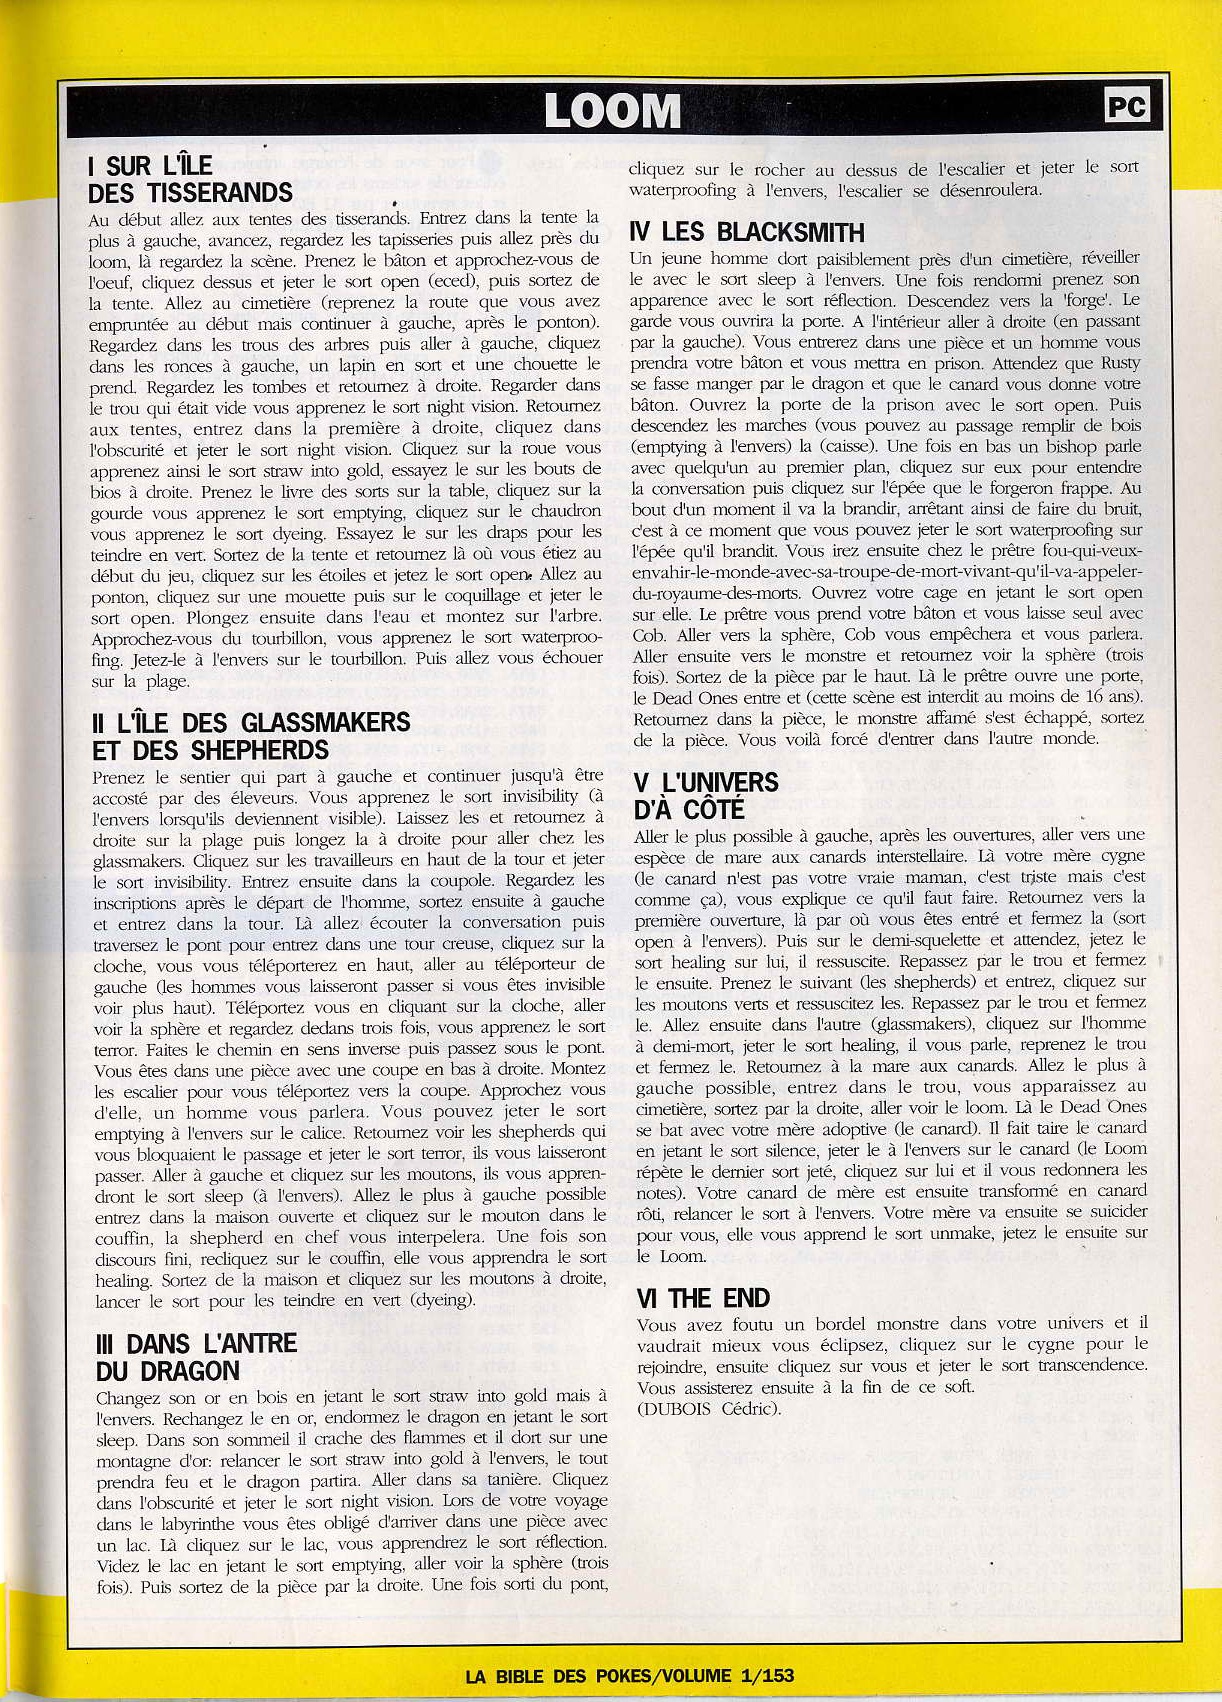 LOOM
PC
I SUR L'ÎLE
DES TISSERANDS
Au début allez aux tentes des tisserands. Entrez dans la tente la
plus à gauche, avancez, regardez les tapisseries puis allez près du
loom, là regardez la scène. Prenez le bâton et approchez-vous de
l'oeuf, cliquez dessus et jeter le sort open (eced), puis sortez de
la tente. Allez au cimetière (reprenez la route que vous avez
empruntée au début mais continuer à gauche, après le ponton).
Regardez dans les trous des arbres puis aller à gauche, cliquez
dans les ronces à gauche, un lapin en sort et une chouette le
prend. Regardez les tombes et retournez à droite. Regarder dans
le trou qui était vide vous apprenez le sort night vision. Retournez
aux tentes, entrez dans la première à droite, cliquez dans
l'obscurité et jeter le sort night vision. Cliquez sur la roue vous
apprenez ainsi le sort straw into gold, essayez le sur les bouts de
bios à droite. Prenez le livre des sorts sur la table, cliquez sur la
gourde vous apprenez le sort emptying, cliquez sur le chaudron
vous apprenez le sort dyeing. Essayez le sur les draps pour les
teindre en vert. Sortez de la tente et retournez là où vous étiez au
début du jeu, cliquez sur les étoiles et jetez le sort open. Allez au
ponton, cliquez sur une mouette puis sur le coquillage et jeter le
sort open. Plongez ensuite dans l'eau et montez sur l'arbre.
Approchez-vous du tourbillon, vous apprenez le sort waterproo-
fing. Jetez-le à l'envers sur le tourbillon. Puis allez vous échouer
sur la plage.
II L'ÎLE DES GLASSMAKERS
ET DES SHEPHERDS
Prenez le sentier qui part à gauche et continuer jusqu'à être
accosté par des éleveurs. Vous apprenez le sort invisibility (à
l'envers lorsqu'ils deviennent visible). Laissez les et retournez à
droite sur la plage puis longez la à droite pour aller chez les
glassmakers. Cliquez sur les travailleurs en haut de la tour et jeter
le sort invisibility. Entrez ensuite dans la coupole. Regardez les
inscriptions après le départ de l'homme, sortez ensuite à gauche
et entrez dans la tour. Là allez écouter la conversation puis
traversez le pont pour entrez dans une tour creuse, cliquez sur la
cloche, vous vous téléporterez en haut, aller au téléporteur de
gauche (les hommes vous laisseront passer si vous êtes invisible
voir plus haut). Téléportez vous en cliquant sur la cloche, aller
voir la sphère et regardez dedans trois fois, vous apprenez le sort
terror. Faites le chemin en sens inverse puis passez sous le pont.
Vous êtes dans une pièce avec une coupe en bas à droite. Montez
les escalier pour vous téléportez vers la coupe. Approchez vous
d'elle, un homme vous parlera. Vous pouvez jeter le sort
emptying à l'envers sur le calice. Retournez voir les shepherds qui
vous bloquaient le passage et jeter le sort terror, ils vous laisseront
passer. Aller à gauche et cliquez sur les moutons, ils vous appren-
dront le sort sleep (à l'envers). Allez le plus à gauche possible
entrez dans la maison ouverte et cliquez sur le mouton dans le
couffin, la shepherd en chef vous interpelera. Une fois son
discours fini, recliquez sur le couffin, elle vous apprendra le sort
healing. Sortez de la maison et cliquez sur les moutons à droite,
lancer le sort pour les teindre en vert (dyeing).
III DANS L'ANTRE
DU DRAGON
Changez son or en bois en jetant le sort straw into gold mais à
l'envers. Rechangez le en or, endormez le dragon en jetant le sort
sleep. Dans son sommeil il crache des flammes et il dort sur une
montagne d'or: relancer le sort straw into gold à l'envers, le tout
prendra feu et le dragon partira. Aller dans sa tanière. Cliquez
dans l'obscurité et jeter le sort night vision. Lors de votre voyage
dans le labyrinthe vous êtes obligé d'arriver dans une pièce avec
un lac. Là cliquez sur le lac, vous apprendrez le sort réflection.
Videz le lac en jetant le sort emptying, aller voir la sphère (trois
fois). Puis sortez de la pièce par la droite. Une fois sorti du pont,
cliquez sur le rocher au dessus de l'escalier et jeter le sort
waterproofing à l'envers, l'escalier se désenroulera.
IV LES BLACKSMITH
Un jeune homme dort paisiblement près d'un cimetière, réveiller
le avec le sort sleep à l'envers. Une fois rendormi prenez son
apparence avec le sort réflection. Descendez vers la 'forge'. Le
garde vous ouvrira la porte. A l'intérieur aller à droite (en passant
par la gauche). Vous entrerez dans une pièce et un homme vous
prendra votre bâton et vous mettra en prison. Attendez que Rusty
se fasse manger par le dragon et que le canard vous donne votre
bâton. Ouvrez la porte de la prison avec le sort open. Puis
descendez les marches (vous pouvez au passage remplir de bois
(emptying à l'envers) la (caisse). Une fois en bas un bishop parle
avec quelqu'un au premier plan, cliquez sur eux pour entendre
la conversation puis cliquez sur l'épée que le forgeron frappe. Au
bout d'un moment il va la brandir, arrêtant ainsi de faire du bruit,
c'est à ce moment que vous pouvez jeter le sort waterproofing sur
l'épée qu'il brandit. Vous irez ensuite chez le prêtre fou-qui-veux-
envahir-le-monde-avec-sa-troupe-de-mort-vivant-qu'il-va-appeler-
du-royaume-des-morts. Ouvrez votre cage en jetant le sort open
sur elle. Le prêtre vous prend votre bâton et vous laisse seul avec
Cob. Aller vers la sphère, Cob vous empêchera et vous parlera.
Aller ensuite vers le monstre et retournez voir la sphère (trois
fois). Sortez de la pièce par le haut. Là le prêtre ouvre une porte,
le Dead Ones entre et (cette scène est interdit au moins de 16 ans).
Retournez dans la pièce, le monstre affamé s'est échappé, sortez
de la pièce. Vous voilà forcé d'entrer dans l'autre monde.
V L'UNIVERS
D'À CÔTÉ
Aller le plus possible à gauche, après les ouvertures, aller vers une
espèce de mare aux canards interstellaire. Là votre mère cygne
(le canard n'est pas votre vraie maman, c'est triste mais c'est
comme ça), vous explique ce qu'il faut faire. Retournez vers la
première ouverture, là par où vous êtes entré et fermez la (sort
open à l'envers). Puis sur le demi-squelette et attendez, jetez le
sort healing sur lui, il ressuscite. Repassez par le trou et fermez
le ensuite. Prenez le suivant (les shepherds) et entrez, cliquez sur
les moutons verts et ressuscitez les. Repassez par le trou et fermez
le. Allez ensuite dans l'autre (glassmakers), cliquez sur l'homme
à demi-mort, jeter le sort healing, il vous parle, reprenez le trou
et fermez le. Retournez à la mare aux canards. Allez le plus à
gauche possible, entrez dans le trou, vous apparaissez au
cimetière, sortez par la droite, aller voir le loom. Là le Dead Ones
se bat avec votre mère adoptive (le canard). Il fait taire le canard
en jetant le sort silence, jeter le à l'envers sur le canard (le Loom
répète le dernier sort jeté, cliquez sur lui et il vous redonnera les
notes). Votre canard de mère est ensuite transformé en canard
rôti, relancer le sort à l'envers. Votre mère va ensuite se suicider
pour vous, elle vous apprend le sort unmake, jetez le ensuite sur
le Loom.
VI THE END
Vous avez foutu un bordel monstre dans votre univers et il
vaudrait mieux vous éclipsez, cliquez sur le cygne pour le
rejoindre, ensuite cliquez sur vous et jeter le sort transcendence.
Vous assisterez ensuite à la fin de ce soft.
(DUBOIS Cédric).
LA BIBLE DES POKES/VOLUME 1/153